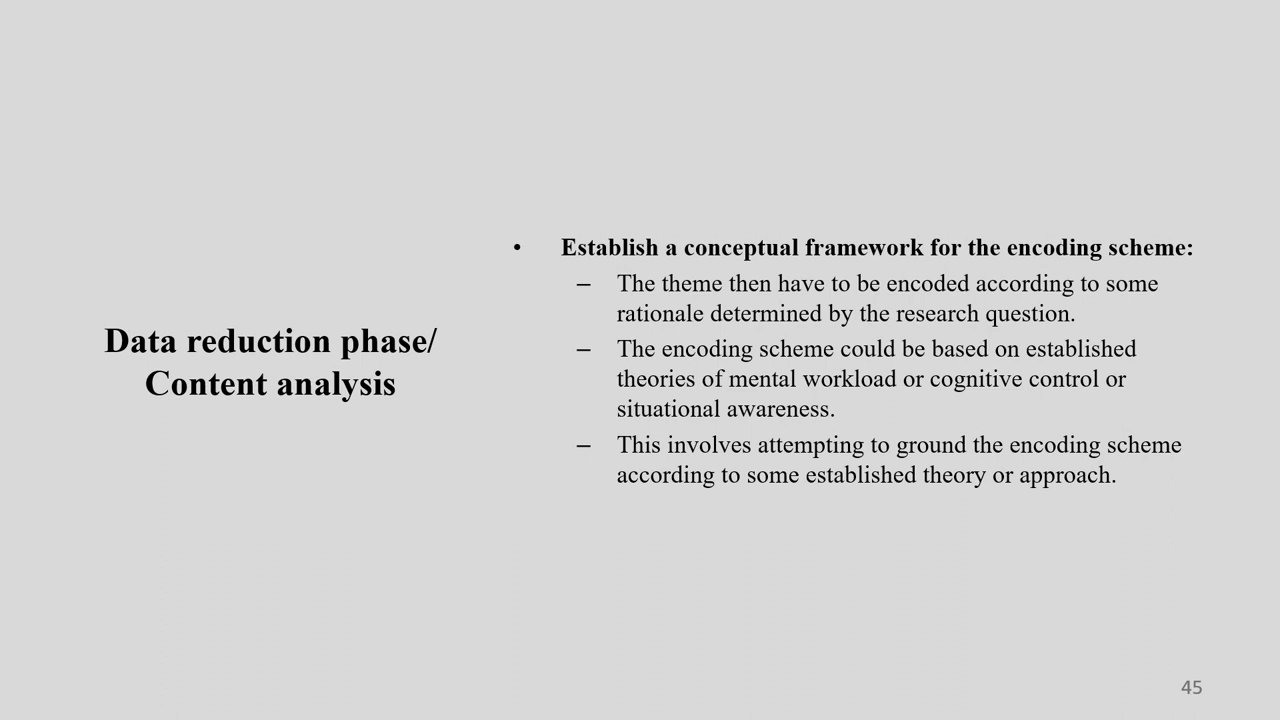 Data reduction phase/
Content analysis
• Establish a conceptual framework for the encoding scheme:
– The theme then have to be encoded according to some
rationale determined by the research question.
– The encoding scheme could be based on established
theories of mental workload or cognitive control or
situational awareness.
– This involves attempting to ground the encoding scheme
according to some established theory or approach.
45